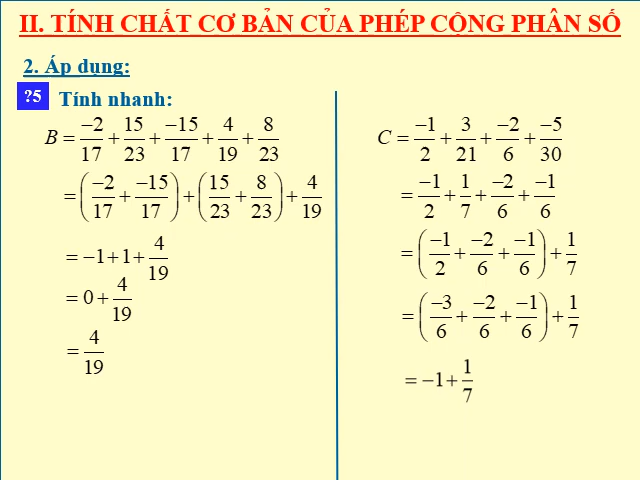 II. TÍNH CHẤT CƠ BẢN CỦA PHÉP CỘNG PHÂN SỐ
2. Áp dụng:
?5 Tính nhanh:
B = -2/17 + 15/23 + -15/17 + 4/19 + 8/23
= (-2/17 + -15/17) + (15/23 + 8/23) + 4/19
= -1 + 1 + 4/19
= 0 + 4/19
= 4/19
C = -1/2 + 3/21 + -2/6 + -5/30
= -1/2 + 1/7 + -2/6 + -1/6
= (-1/2 + -2/6 + -1/6) + 1/7
= (-3/6 + -2/6 + -1/6) + 1/7
= -1 + 1/7